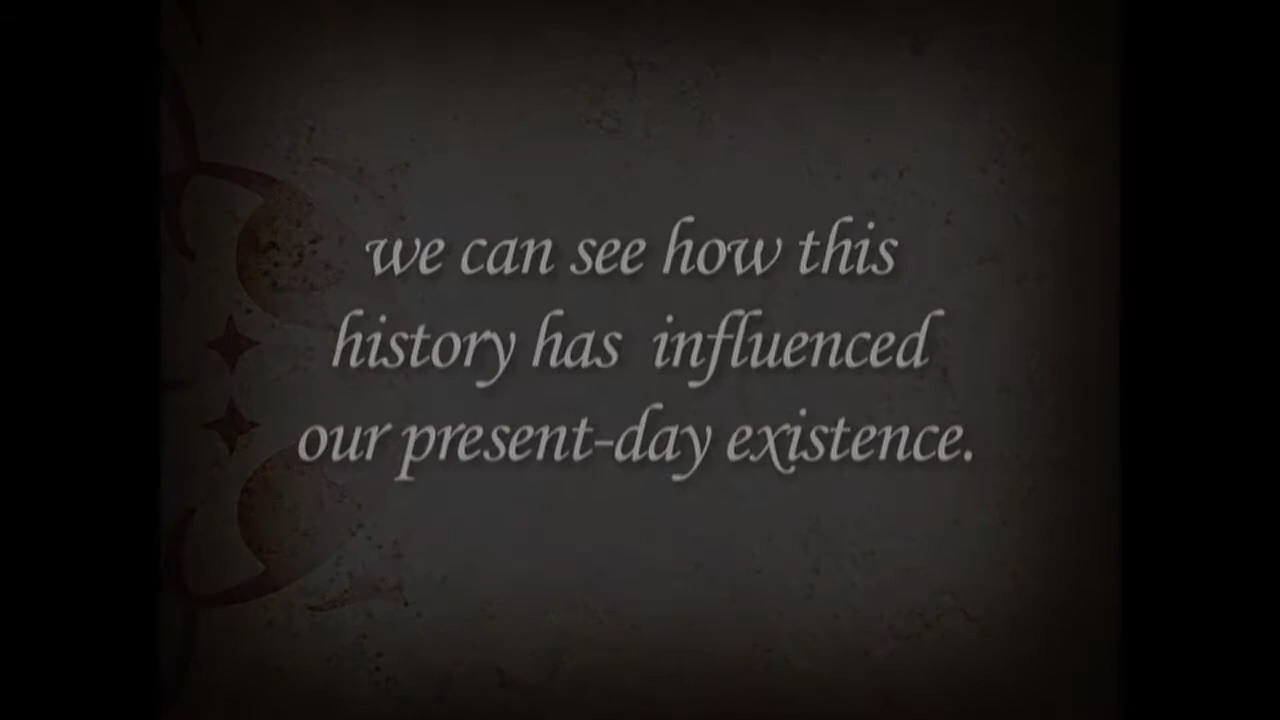 we can see how this
history has influenced
our present-day existence.